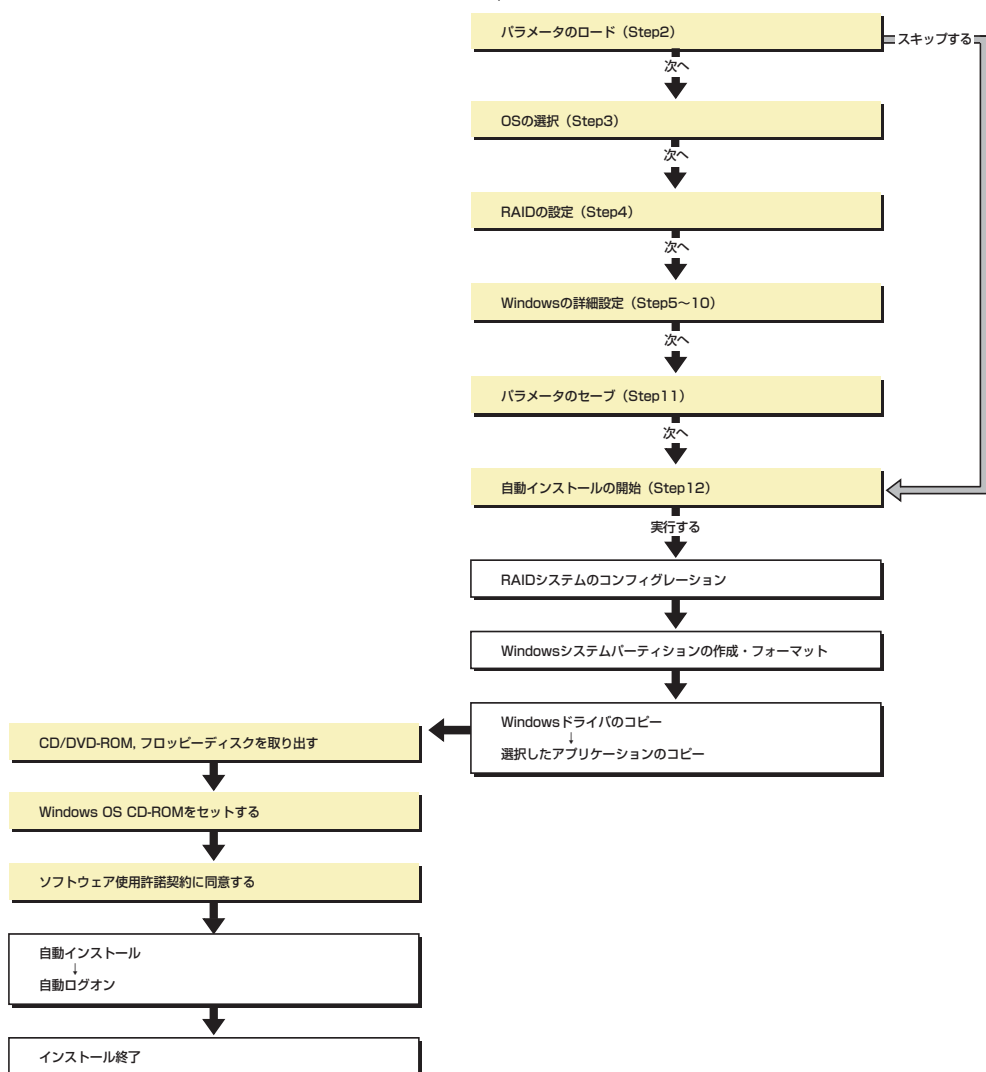 パラメータのロード（Step2）
スキップする
次へ
OSの選択（Step3）
次へ
RAIDの設定（Step4）
次へ
Windowsの詳細設定（Step5〜10）
次へ
パラメータのセーブ（Step11）
次へ
自動インストールの開始（Step12）
実行する
RAIDシステムのコンフィグレーション
Windowsシステムパーティションの作成・フォーマット
Windowsドライバのコピー
↓
選択したアプリケーションのコピー
CD/DVD-ROM, フロッピーディスクを取り出す
Windows OS CD-ROMをセットする
ソフトウェア使用許諾契約に同意する
自動インストール
↓
自動ログオン
インストール終了